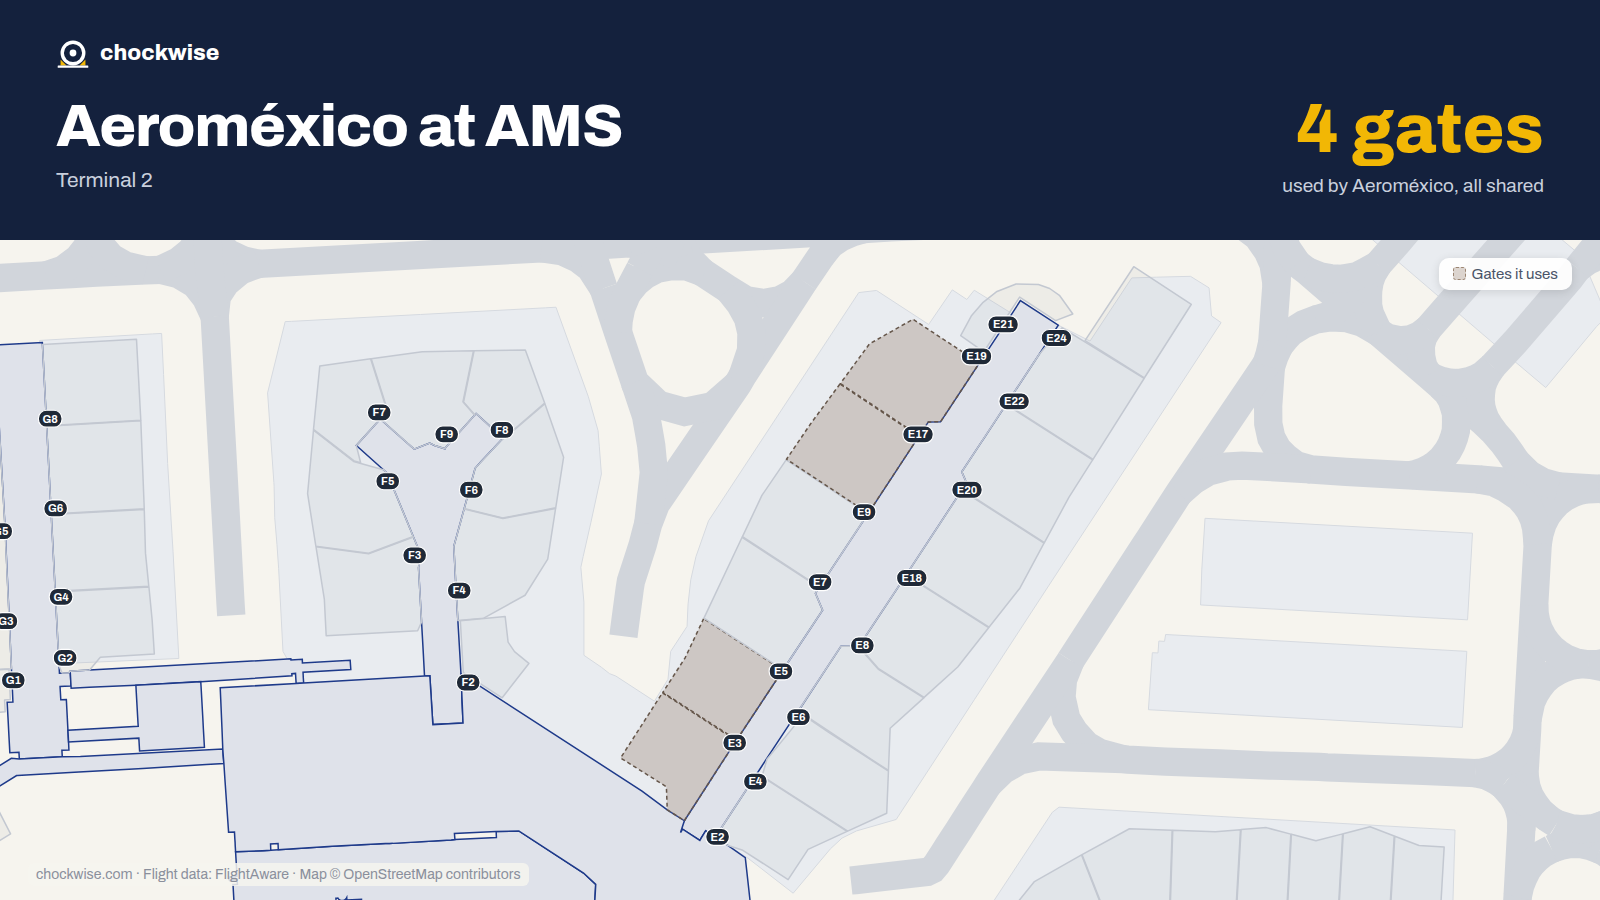 chockwise
Aeroméxico at AMS
Terminal 2
4 gates
used by Aeroméxico, all shared
Gates it uses
E21
E24
E19
E22
F7
G8
F9
F8
E17
F5
F6
E20
G6
E9
G5
F3
E18
E7
F4
G4
G3
E8
G2
E5
G1
F2
E6
E3
E4
E2
chockwise.com · Flight data: FlightAware · Map © OpenStreetMap contributors